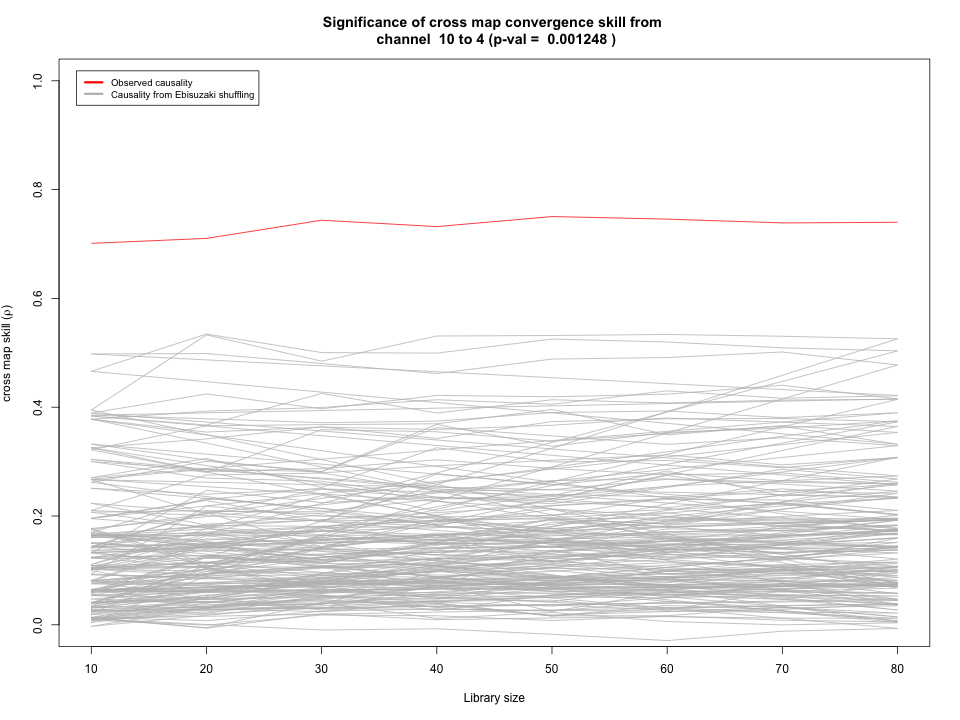 Significance of cross map convergence skill from
channel  10 to 4 (p-val =  0.001248 )
Observed causality
Causality from Ebisuzaki shuffling
cross map skill (ρ)
1.0
0.8
0.6
0.4
0.2
0.0
10 20 30 40 50 60 70 80
Library size